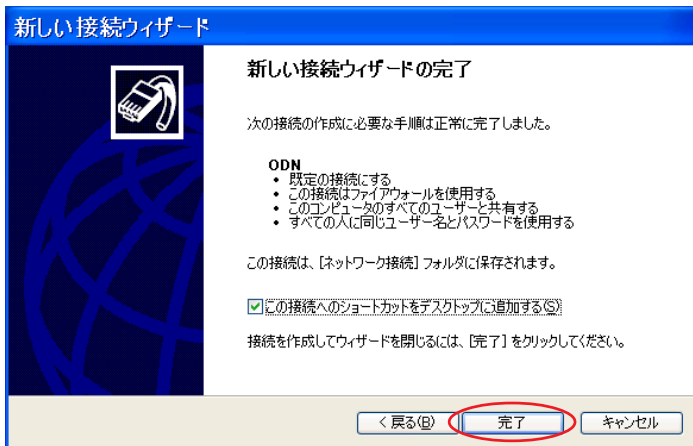 新しい接続ウィザード
新しい接続ウィザードの完了
次の接続の作成に必要な手順は正常に完了しました。
ODN
• 既定の接続にする
• この接続はファイアウォールを使用する
• このコンピュータのすべてのユーザーと共有する
• すべての人に同じユーザー名とパスワードを使用する
この接続は、[ネットワーク接続] フォルダに保存されます。
この接続へのショートカットをデスクトップに追加する(S)
接続を作成してウィザードを閉じるには、[完了] をクリックしてください。
< 戻る(B) 完了 キャンセル